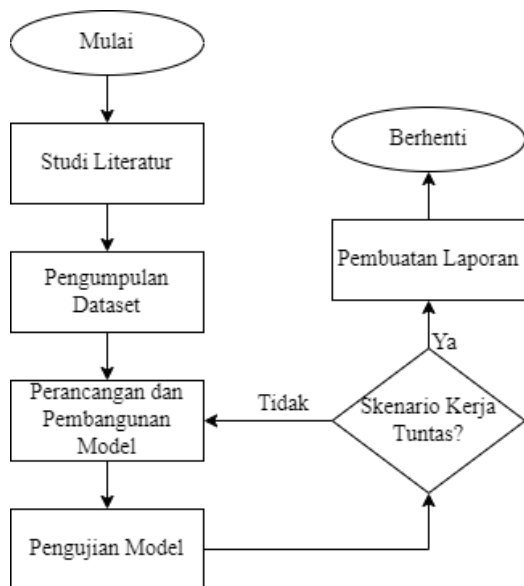 Mulai
Studi Literatur
Pengumpulan
Dataset
Perancangan dan
Pembangunan
Model
Pengujian Model
Skenario Kerja
Tuntas?
Tidak
Ya
Pembuatan Laporan
Berhenti